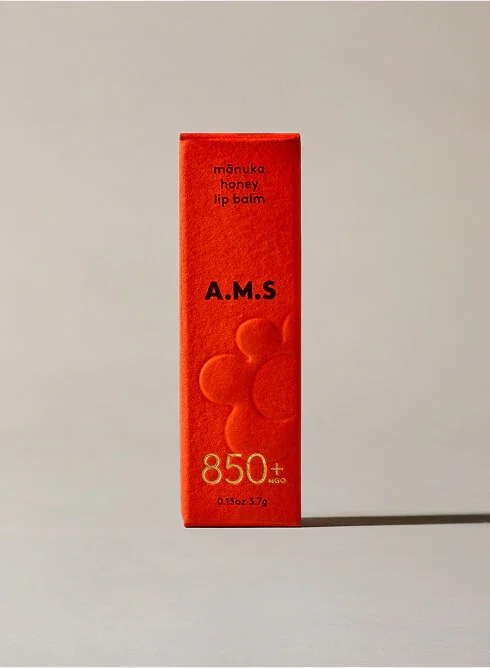 mānuka
honey
lip balm
A.M.S
850+
MGO
0.13oz 3.7g